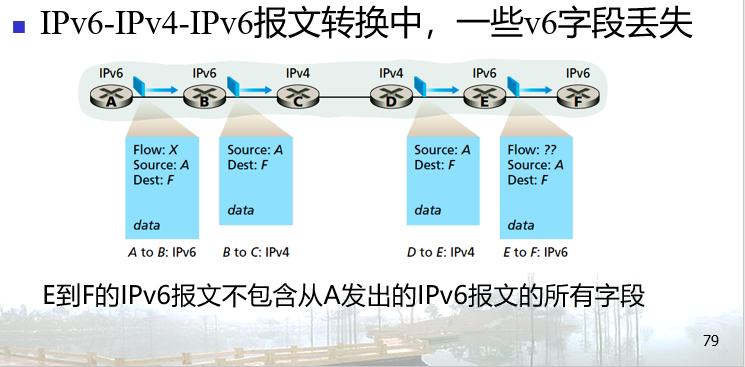 IPv6-IPv4-IPv6报文转换中，一些v6字段丢失
IPv6 IPv6 IPv4 IPv4 IPv6 IPv6
A B C D E F
Flow: X
Source: A
Dest: F
data
Source: A
Dest: F
data
Source: A
Dest: F
data
Flow: ??
Source: A
Dest: F
data
A to B: IPv6 B to C: IPv4 D to E: IPv4 E to F: IPv6
E到F的IPv6报文不包含从A发出的IPv6报文的所有字段
79